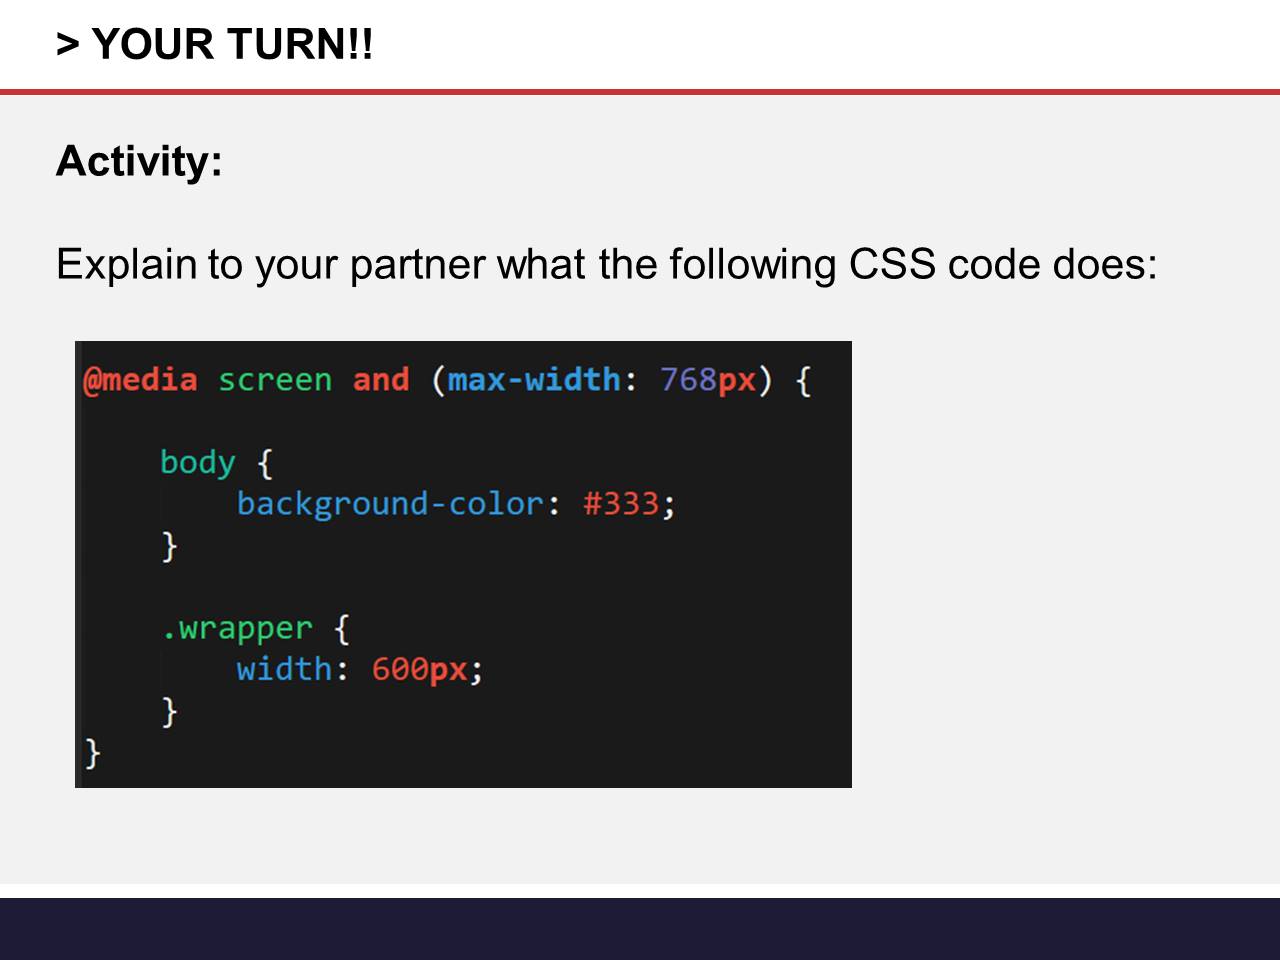 > YOUR TURN!!
Activity:
Explain to your partner what the following CSS code does:
@media screen and (max-width: 768px) {
body {
background-color: #333;
}
.wrapper {
width: 600px;
}
}